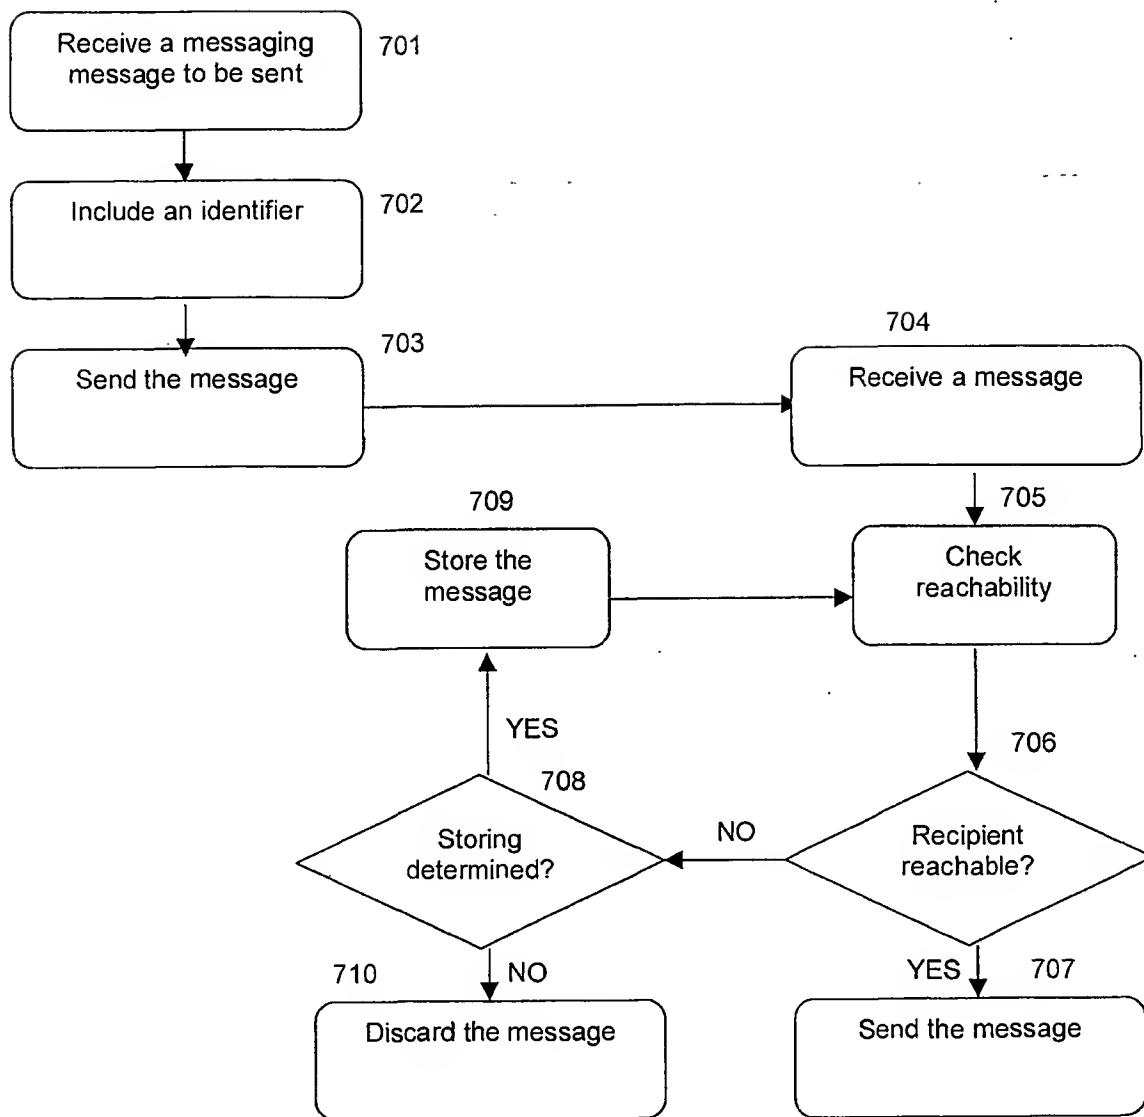 Receive a messaging
message to be sent
701
Include an identifier
702
Send the message
703
704
Receive a message
705
Check
reachability
709
Store the
message
YES
706
708
Storing
determined?
NO
Recipient
reachable?
710
NO
Discard the message
YES
707
Send the message